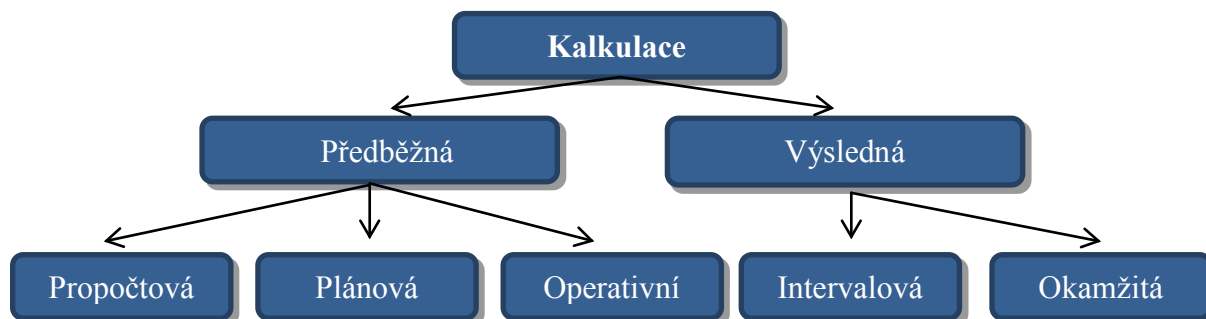 Kalkulace
Předběžná
Výsledná
Propočtová
Plánová
Operativní
Intervalová
Okamžitá